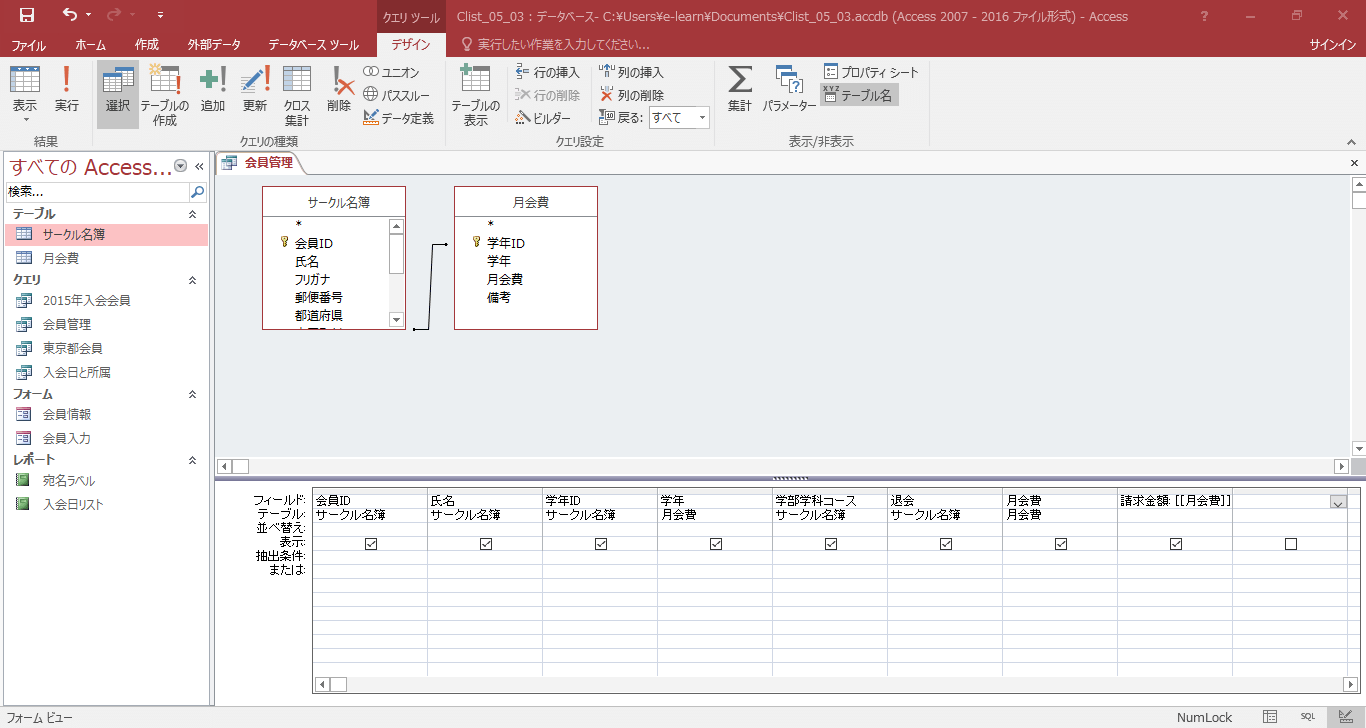 クエリ ツール
Clist_05_03 : データベース- C:¥Users¥e-learn¥Documents¥Clist_05_03.accdb (Access 2007 - 2016 ファイル形式) - Access
ファイル ホーム 作成 外部データ データベース ツール デザイン 実行したい作業を入力してください... サインイン
表示
実行
選択
テーブルの
作成
追加
更新
クロス
集計
削除
ユニオン
パススルー
データ定義
テーブルの
表示
行の挿入
行の削除
ビルダー
列の挿入
列の削除
戻る: すべて
集計
パラメーター
プロパティ シート
テーブル名
結果
クエリの種類
クエリ設定
表示/非表示
すべての Access...
検索...
テーブル
サークル名簿
月会費
クエリ
2015年入会会員
会員管理
東京都会員
入会日と所属
フォーム
会員情報
会員入力
レポート
宛名ラベル
入会日リスト
会員管理
サークル名簿
*
会員ID
氏名
フリガナ
郵便番号
都道府県
月会費
*
学年ID
学年
月会費
備考
フィールド: 会員ID 氏名 学年ID 学年 学部学科コース 退会 月会費 請求金額: [[月会費]]
テーブル: サークル名簿 サークル名簿 サークル名簿 月会費 サークル名簿 サークル名簿 月会費
並べ替え:
表示:
抽出条件:
または:
フォーム ビュー
NumLock
SQL